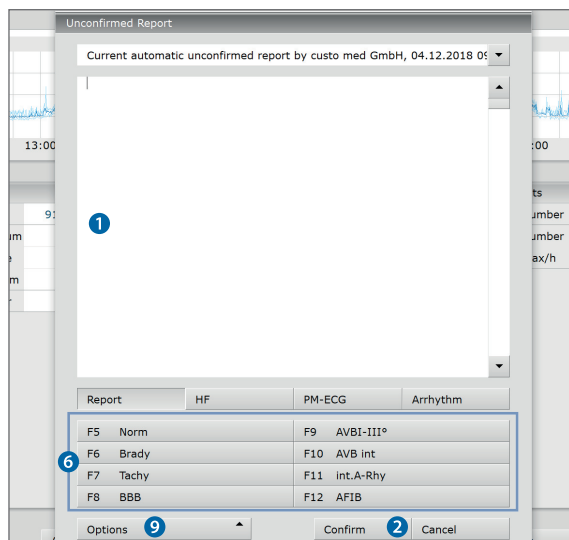 Unconfirmed Report
Current automatic unconfirmed report by custo med GmbH, 04.12.2018 09
13:00
:00
ts
91
umber
um
umber
e
ax/h
m
r
1
Report HF PM-ECG Arrhythm
F5 Norm F9 AVBI-III°
F6 Brady F10 AVB int
6
F7 Tachy F11 int.A-Rhy
F8 BBB F12 AFIB
Options 9 Confirm 2 Cancel